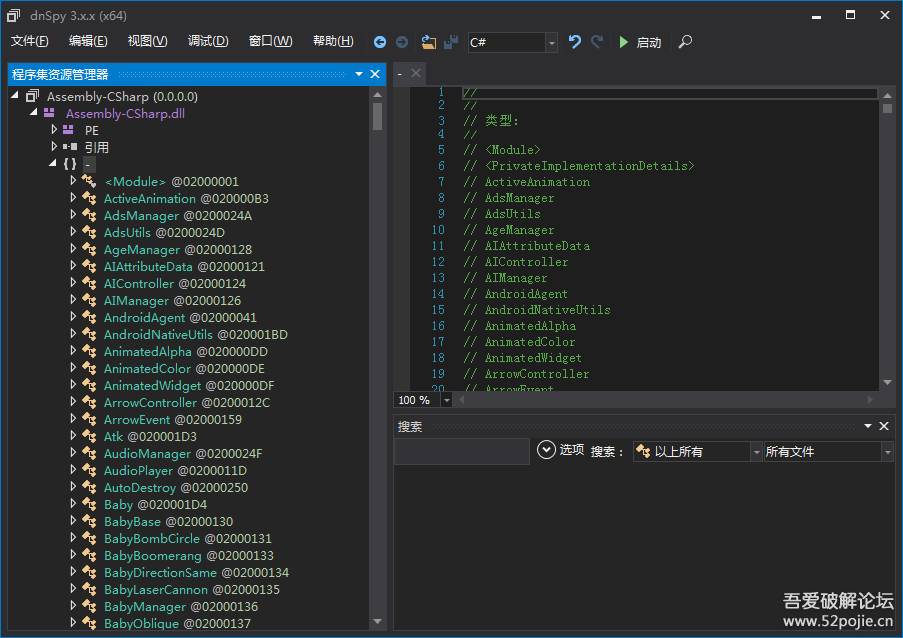 dnSpy 3.x.x (x64)
文件(F) 编辑(E) 视图(V) 调试(D) 窗口(W) 帮助(H) C# 启动
程序集资源管理器
Assembly-CSharp (0.0.0.0)
Assembly-CSharp.dll
PE
引用
{ } -
<Module> @02000001
ActiveAnimation @020000B3
AdsManager @0200024A
AdsUtils @0200024D
AgeManager @02000128
AIAttributeData @02000121
AIController @02000124
AIManager @02000126
AndroidAgent @02000041
AndroidNativeUtils @020001BD
AnimatedAlpha @020000DD
AnimatedColor @020000DE
AnimatedWidget @020000DF
ArrowController @0200012C
ArrowEvent @02000159
Atk @020001D3
AudioManager @0200024F
AudioPlayer @0200011D
AutoDestroy @02000250
Baby @020001D4
BabyBase @02000130
BabyBombCircle @02000131
BabyBoomerang @02000133
BabyDirectionSame @02000134
BabyLaserCannon @02000135
BabyManager @02000136
BabyOblique @02000137
-
1 //
2 //
3 // 类型:
4 //
5 // <Module>
6 // <PrivateImplementationDetails>
7 // ActiveAnimation
8 // AdsManager
9 // AdsUtils
10 // AgeManager
11 // AIAttributeData
12 // AIController
13 // AIManager
14 // AndroidAgent
15 // AndroidNativeUtils
16 // AnimatedAlpha
17 // AnimatedColor
18 // AnimatedWidget
19 // ArrowController
20 // ArrowEvent
100 %
搜索
选项 搜索： 以上所有 所有文件
吾爱破解论坛
www.52pojie.cn